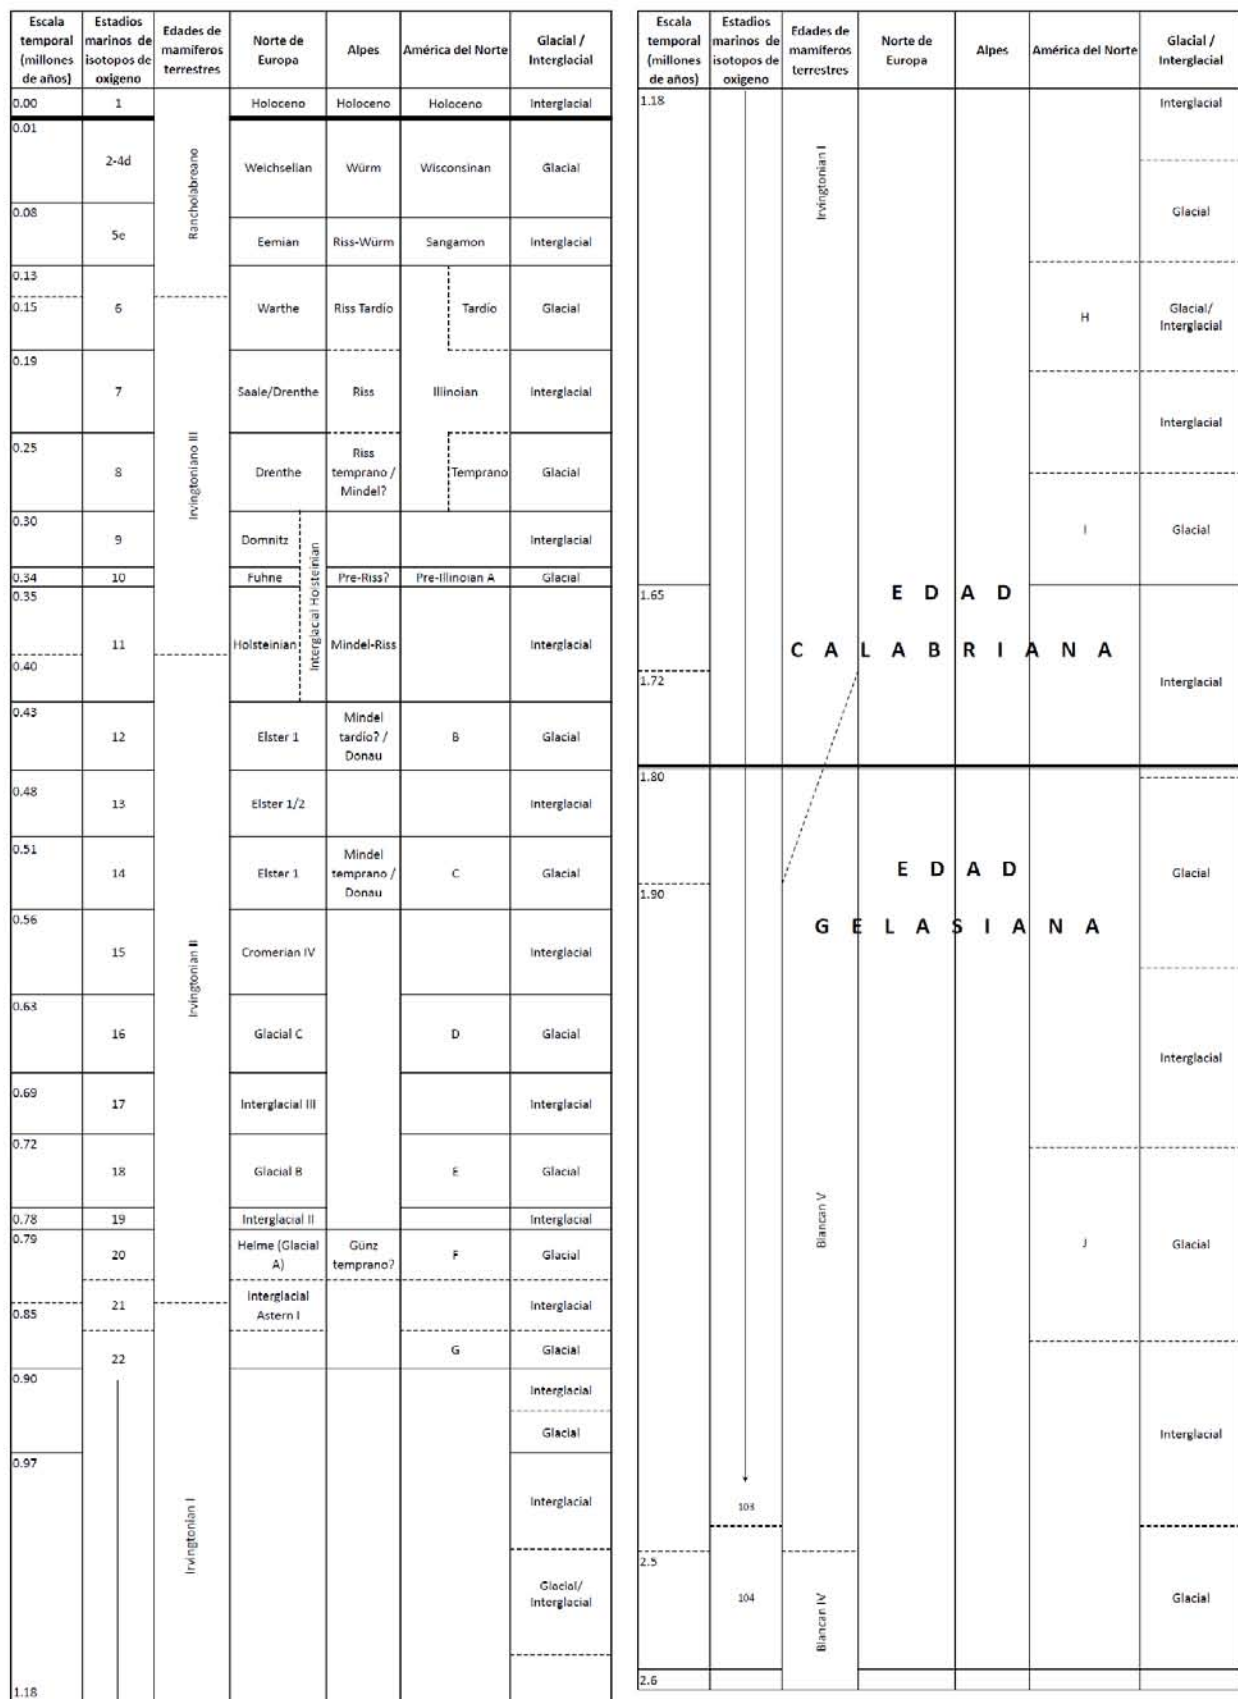 Escala temporal (millones de años) Estadios marinos de isotopos de oxigeno Edades de mamíferos terrestres Norte de Europa Alpes América del Norte Glacial / Interglacial
0.00 1 Holoceno Holoceno Holoceno Interglacial
0.01
2-4d Weichselian Würm Wisconsinan Glacial
Rancholabreano
0.08
5e Eemian Riss-Würm Sangamon Interglacial
0.13
0.15 6 Warthe Riss Tardío Tardío Glacial
0.19
7 Saale/Drenthe Riss Illinoian Interglacial
Irvingtoniano III
0.25
8 Drenthe Riss temprano / Mindel? Temprano Glacial
0.30
9 Domnitz Interglacial
Interglacial Holsteinian
0.34 10 Fuhne Pre-Riss? Pre-Illinoian A Glacial
0.35
11 Holsteinian Mindel-Riss Interglacial
0.40
0.43
12 Elster 1 Mindel tardío? / Donau B Glacial
0.48
13 Elster 1/2 Interglacial
0.51
14 Elster 1 Mindel temprano / Donau C Glacial
0.56
15 Cromerian IV Interglacial
Irvingtonian II
0.63
16 Glacial C D Glacial
0.69
17 Interglacial III Interglacial
0.72
18 Glacial B E Glacial
0.78 19 Interglacial II Interglacial
0.79
20 Helme (Glacial A) Günz temprano? F Glacial
21 Interglacial Astern I Interglacial
0.85
22 G Glacial
0.90
Interglacial
Glacial
0.97
Interglacial
Irvingtonian I
Glacial/ Interglacial
1.18
Escala temporal (millones de años) Estadios marinos de isotopos de oxigeno Edades de mamíferos terrestres Norte de Europa Alpes América del Norte Glacial / Interglacial
1.18 Interglacial
Irvingtonian I
Glacial
H Glacial/ Interglacial
Interglacial
I Glacial
1.65
EDAD
CALABRIANA
1.72 Interglacial
1.80
EDAD Glacial
1.90
GELASIANA
Interglacial
Blancan V
J Glacial
Interglacial
103
2.5
104 Glacial
Blancan IV
2.6